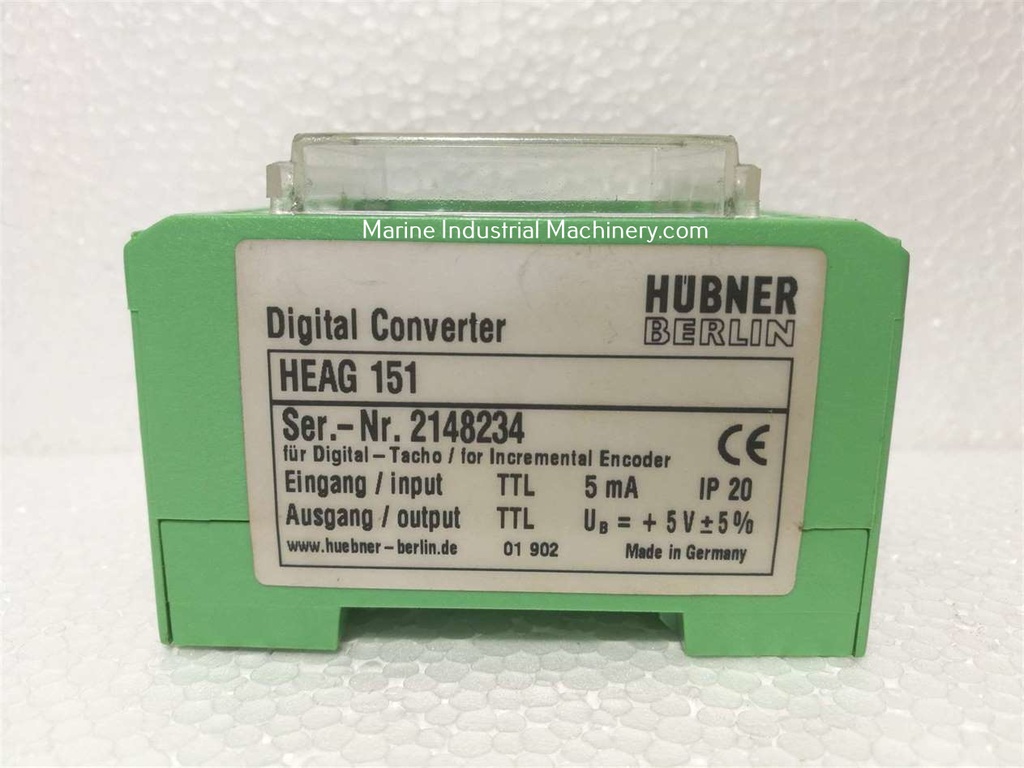 Marine Industrial Machinery.com
HÜBNER
BERLIN
Digital Converter
HEAG 151
Ser.-Nr. 2148234
CE
für Digital-Tacho / for Incremental Encoder
Eingang / input TTL 5 mA IP 20
Ausgang / output TTL UB = + 5 V ± 5%
www.huebner-berlin.de 01 902 Made in Germany